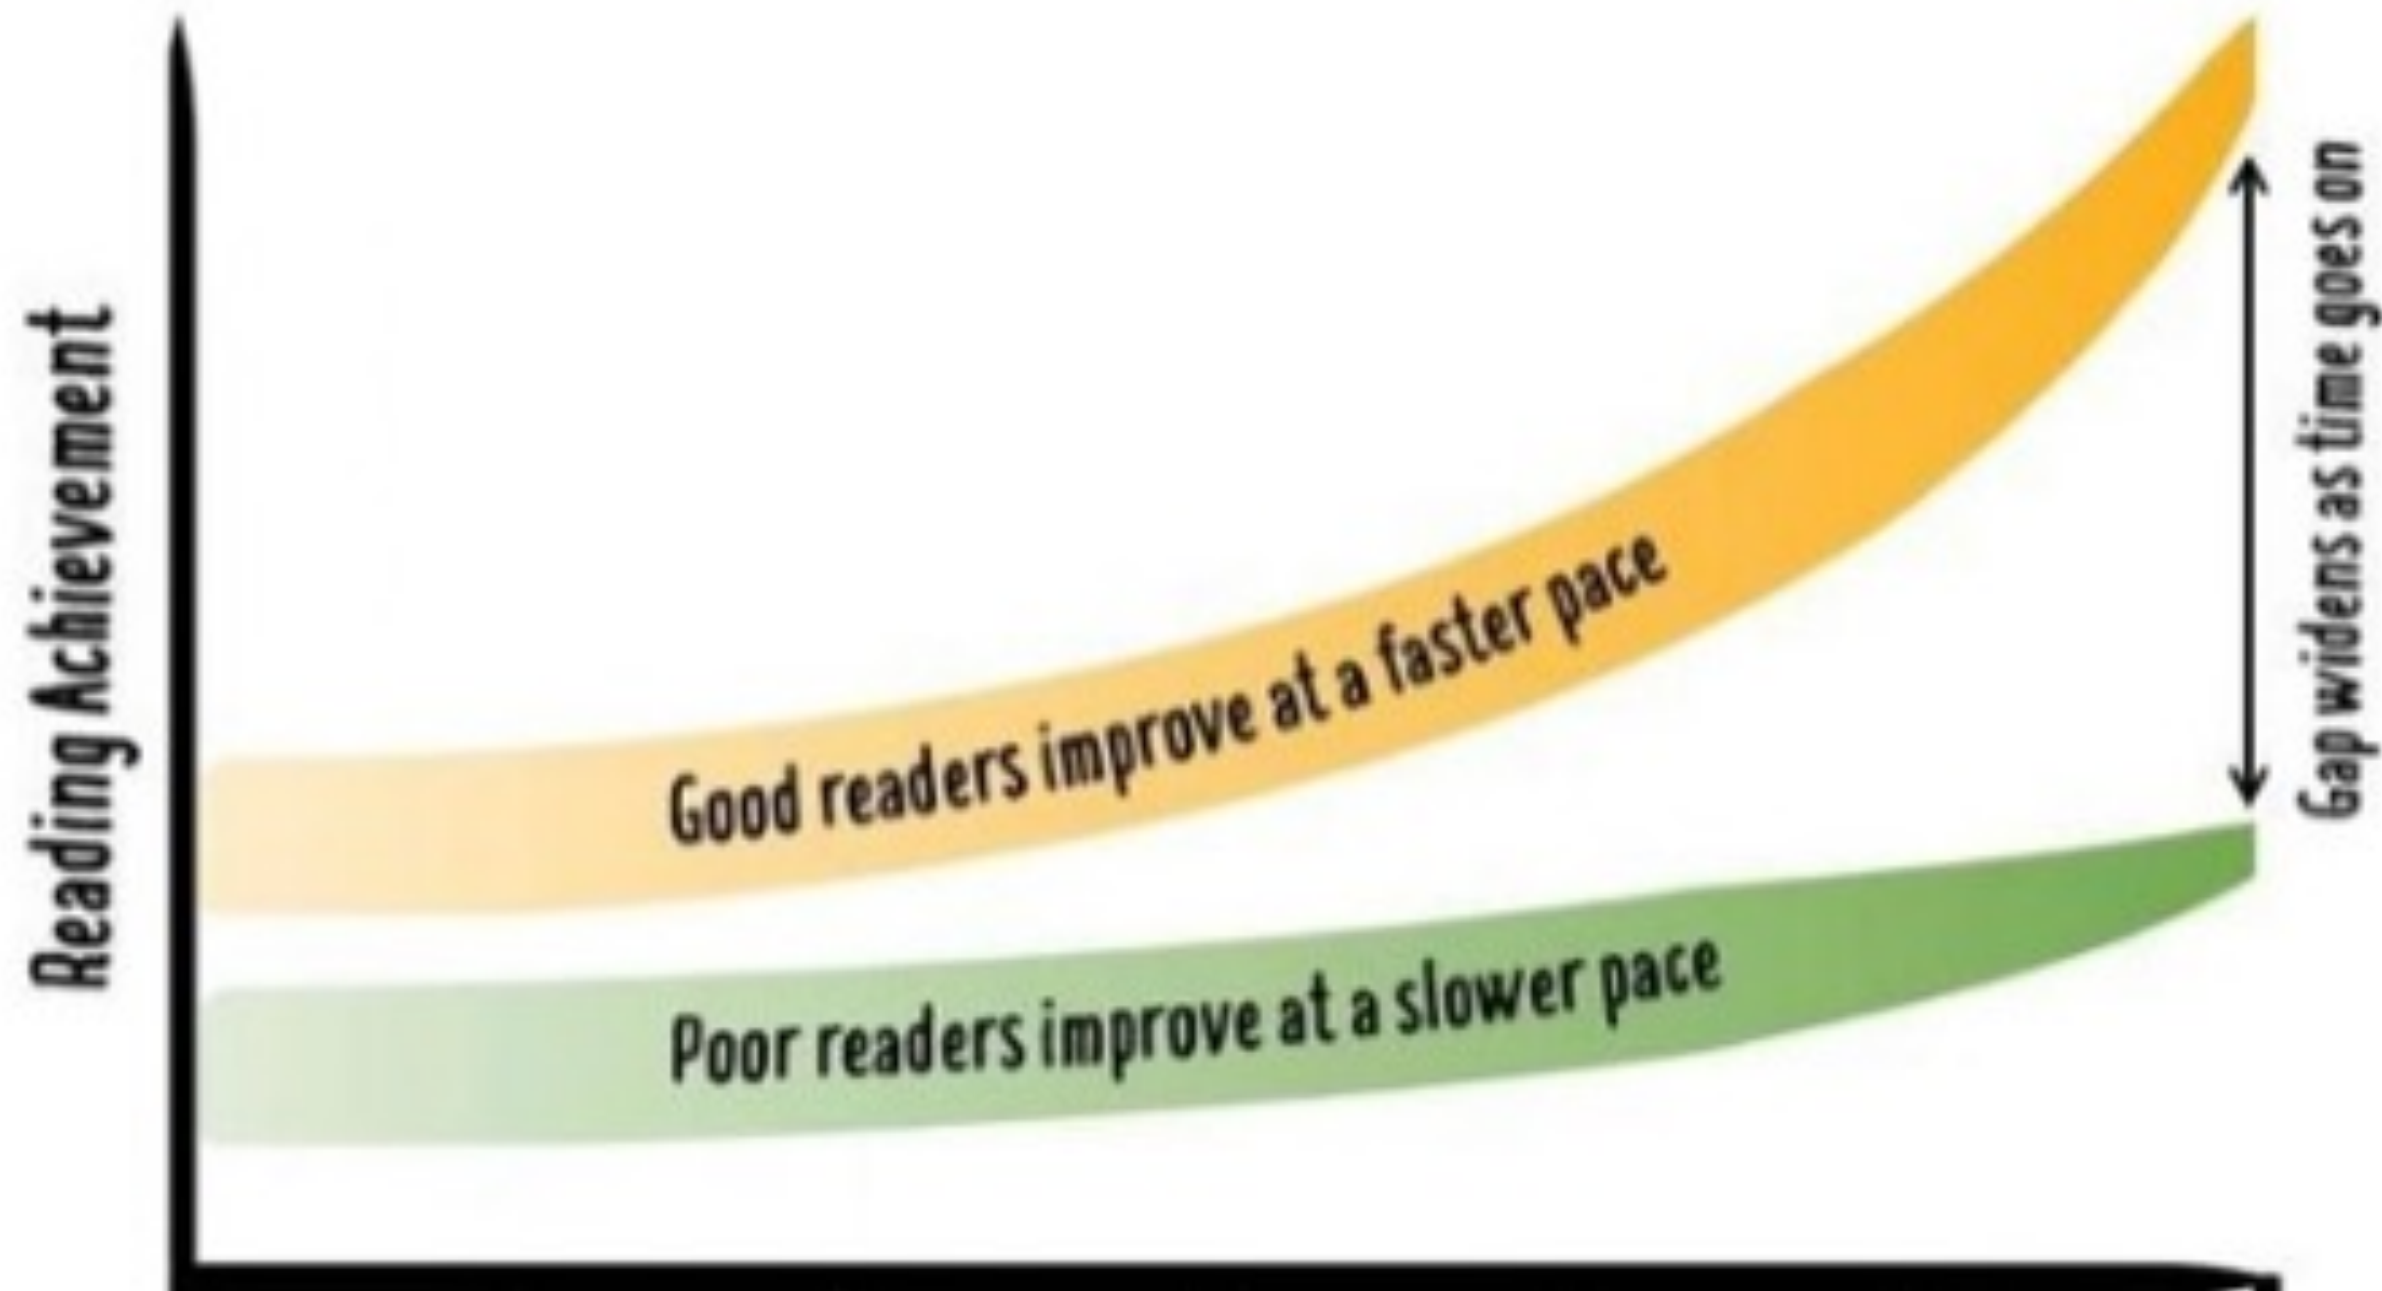 Reading Achievement
Good readers improve at a faster pace
Poor readers improve at a slower pace
Gap widens as time goes on